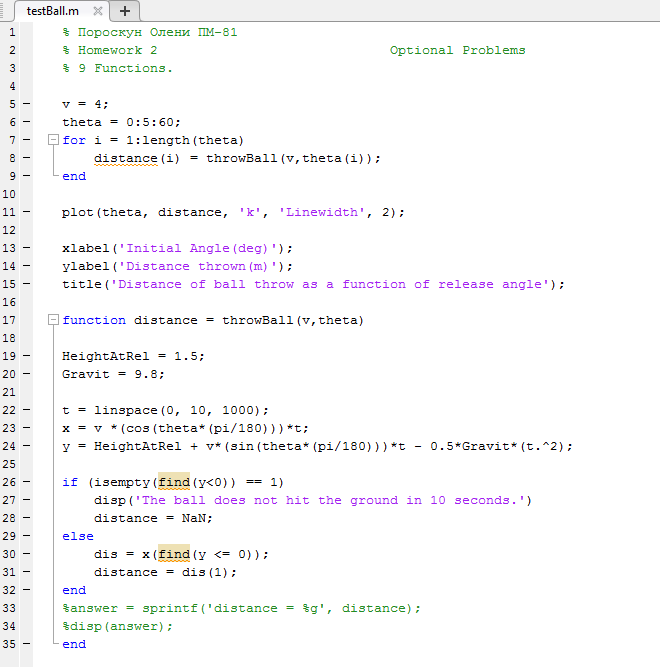 testBall.m
1 % Пороскун Олени ПМ-81
2 % Homework 2 Optional Problems
3 % 9 Functions.
4
5 v = 4;
6 theta = 0:5:60;
7 for i = 1:length(theta)
8 distance(i) = throwBall(v,theta(i));
9 end
10
11 plot(theta, distance, 'k', 'Linewidth', 2);
12
13 xlabel('Initial Angle(deg)');
14 ylabel('Distance thrown(m)');
15 title('Distance of ball throw as a function of release angle');
16
17 function distance = throwBall(v,theta)
18
19 HeightAtRel = 1.5;
20 Gravit = 9.8;
21
22 t = linspace(0, 10, 1000);
23 x = v *(cos(theta*(pi/180)))*t;
24 y = HeightAtRel + v*(sin(theta*(pi/180)))*t - 0.5*Gravit*(t.^2);
25
26 if (isempty(find(y<0)) == 1)
27 disp('The ball does not hit the ground in 10 seconds.')
28 distance = NaN;
29 else
30 dis = x(find(y <= 0));
31 distance = dis(1);
32 end
33 %answer = sprintf('distance = %g', distance);
34 %disp(answer);
35 end